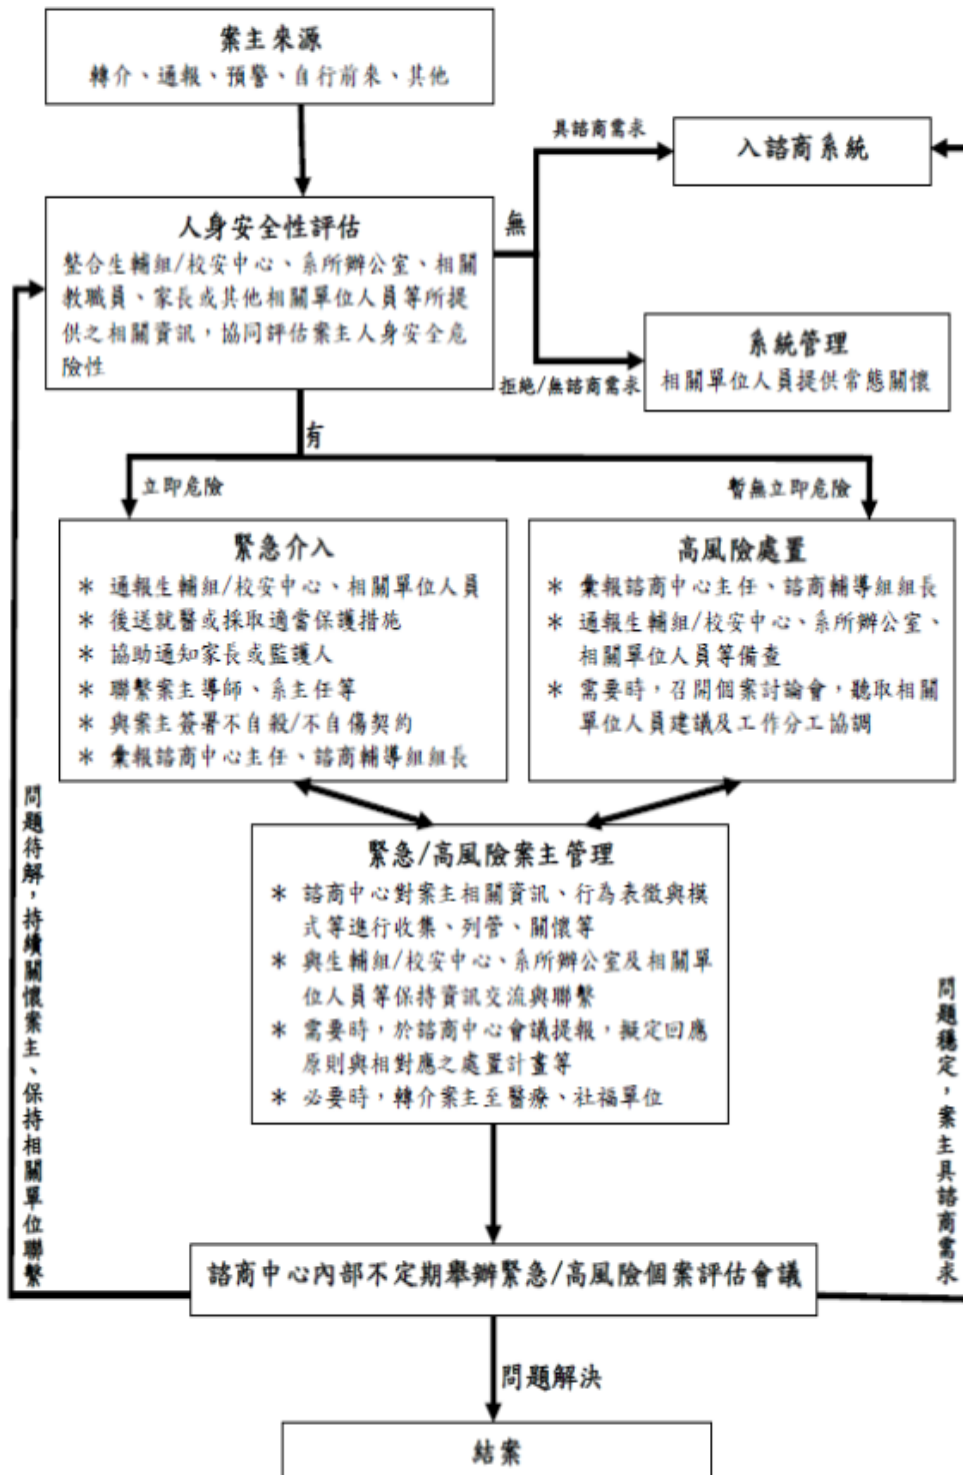 案主來源
轉介、通報、預警、自行前來、其他
具諮商需求
入諮商系統
人身安全性評估
整合生輔組/校安中心、系所辦公室、相關
教職員、家長或其他相關單位人員等所提
供之相關資訊，協同評估案主人身安全危
險性
無
系統管理
相關單位人員提供常態關懷
拒絕/無諮商需求
有
立即危險
暫無立即危險
緊急介入
* 通報生輔組/校安中心、相關單位人員
* 後送就醫或採取適當保護措施
* 協助通知家長或監護人
* 聯繫案主導師、系主任等
* 與案主簽署不自殺/不自傷契約
* 彙報諮商中心主任、諮商輔導組組長
高風險處置
* 彙報諮商中心主任、諮商輔導組組長
* 通報生輔組/校安中心、系所辦公室、
相關單位人員等備查
* 需要時，召開個案討論會，聽取相關
單位人員建議及工作分工協調
緊急/高風險案主管理
* 諮商中心對案主相關資訊、行為表徵與模
式等進行收集、列管、關懷等
* 與生輔組/校安中心、系所辦公室及相關單
位人員等保持資訊交流與聯繫
* 需要時，於諮商中心會議提報，擬定回應
原則與相對應之處置計畫等
* 必要時，轉介案主至醫療、社福單位
問題待解，持續關懷案主、保持相關單位聯繫
問題穩定，案主具諮商需求
諮商中心內部不定期舉辦緊急/高風險個案評估會議
問題解決
結案